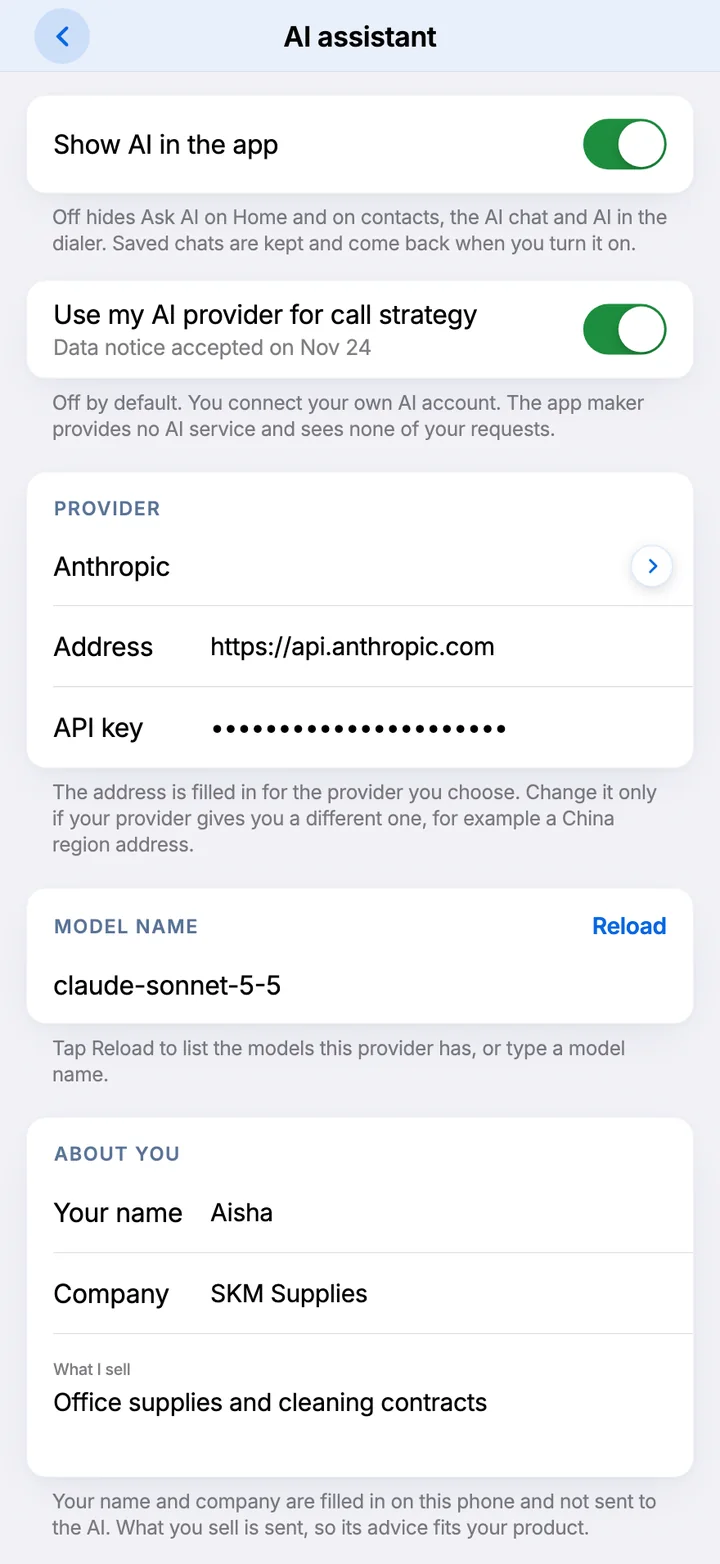 AI assistant
Show AI in the app
Off hides Ask AI on Home and on contacts, the AI chat and AI in the
dialer. Saved chats are kept and come back when you turn it on.
Use my AI provider for call strategy
Data notice accepted on Nov 24
Off by default. You connect your own AI account. The app maker
provides no AI service and sees none of your requests.
PROVIDER
Anthropic
Address https://api.anthropic.com
API key ••••••••••••••••••••••
The address is filled in for the provider you choose. Change it only
if your provider gives you a different one, for example a China
region address.
MODEL NAME Reload
claude-sonnet-5-5
Tap Reload to list the models this provider has, or type a model
name.
ABOUT YOU
Your name Aisha
Company SKM Supplies
What I sell
Office supplies and cleaning contracts
Your name and company are filled in on this phone and not sent to
the AI. What you sell is sent, so its advice fits your product.